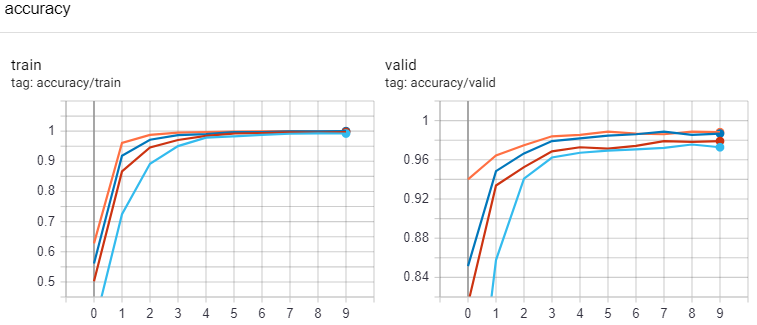 accuracy
train
tag: accuracy/train
1
0.9
0.8
0.7
0.6
0.5
0 1 2 3 4 5 6 7 8 9
valid
tag: accuracy/valid
1
0.96
0.92
0.88
0.84
0 1 2 3 4 5 6 7 8 9